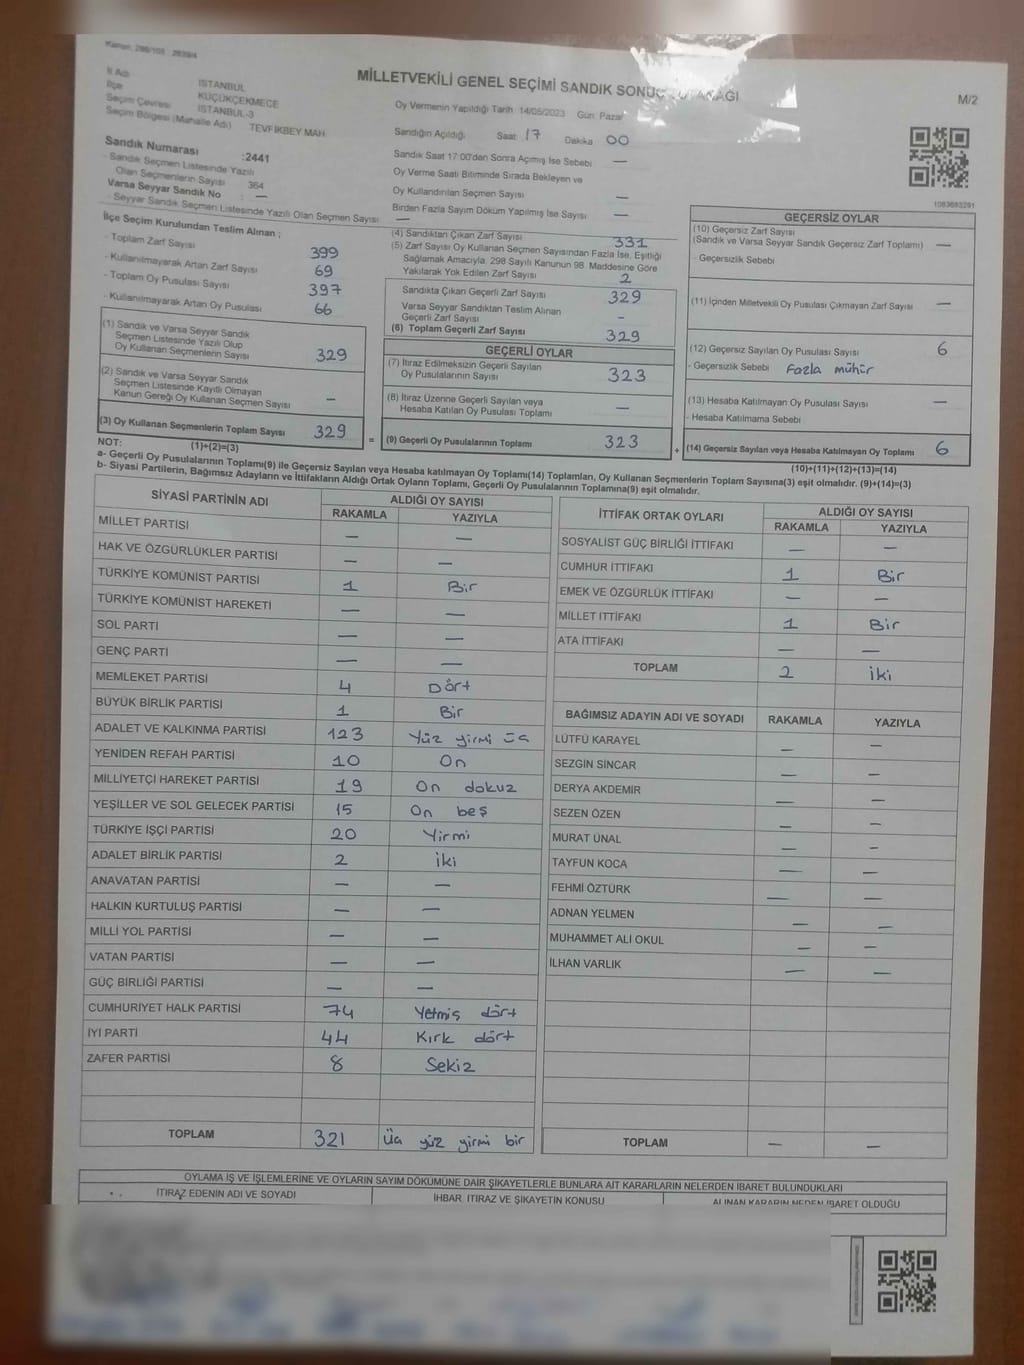 Kanun: 298/105 2839/4
MİLLETVEKİLİ GENEL SEÇİMİ SANDIK SONUÇ
M/2
İl Adı İSTANBUL
İlçe KÜÇÜKÇEKMECE
Seçim Çevresi İSTANBUL-3
Seçim Bölgesi (Mahalle Adı) TEVFİKBEY MAH
Oy Vermenin Yapıldığı Tarih 14/05/2023 Gün Pazar
Sandığın Açıldığı Saat 17 Dakika 00
Sandık Saat 17:00'dan Sonra Açımış İse Sebebi —
Oy Verme Saati Bitiminde Sırada Bekleyen ve
Oy Kullandırılan Seçmen Sayısı —
Birden Fazla Sayım Döküm Yapılmış İse Sayısı —
Sandık Numarası :2441
- Sandık Seçmen Listesinde Yazılı
Olan Seçmenlerin Sayısı 364
Varsa Seyyar Sandık No : —
- Seyyar Sandık Seçmen Listesinde Yazılı Olan Seçmen Sayısı —
1083693291
İlçe Seçim Kurulundan Teslim Alınan ;
- Toplam Zarf Sayısı 399
- Kullanılmayarak Artan Zarf Sayısı 69
- Toplam Oy Pusulası Sayısı 397
- Kullanılmayarak Artan Oy Pusulası 66
(1) Sandık ve Varsa Seyyar Sandık
Seçmen Listesinde Yazılı Olup
Oy Kullanan Seçmenlerin Sayısı 329
(2) Sandık ve Varsa Seyyar Sandık
Seçmen Listesinde Kayıtlı Olmayan
Kanun Gereği Oy Kullanan Seçmen Sayısı —
(3) Oy Kullanan Seçmenlerin Toplam Sayısı 329
(1)+(2)=(3)
(4) Sandıktan Çıkan Zarf Sayısı 331
(5) Zarf Sayısı Oy Kullanan Seçmen Sayısından Fazla İse, Eşitliği
Sağlamak Amacıyla, 298 Sayılı Kanunun 98. Maddesine Göre
Yakılarak Yok Edilen Zarf Sayısı 2
Sandıkta Çıkan Geçerli Zarf Sayısı 329
Varsa Seyyar Sandıktan Teslim Alınan
Geçerli Zarf Sayısı -
(6) Toplam Geçerli Zarf Sayısı 329
GEÇERLİ OYLAR
(7) İtiraz Edilmeksizin Geçerli Sayılan
Oy Pusulalarının Sayısı 323
(8) İtiraz Üzerine Geçerli Sayılan veya
Hesaba Katılan Oy Pusulası Toplamı —
= (9) Geçerli Oy Pusulalarının Toplamı 323
GEÇERSİZ OYLAR
(10) Geçersiz Zarf Sayısı
(Sandık ve Varsa Seyyar Sandık Geçersiz Zarf Toplamı) —
- Geçersizlik Sebebi
(11) İçinden Milletvekili Oy Pusulası Çıkmayan Zarf Sayısı —
(12) Geçersiz Sayılan Oy Pusulası Sayısı 6
- Geçersizlik Sebebi Fazla mühür
(13) Hesaba Katılmayan Oy Pusulası Sayısı —
- Hesaba Katılmama Sebebi
+ (14) Geçersiz Sayılan veya Hesaba Katılmayan Oy Toplamı 6
(10)+(11)+(12)+(13)=(14)
NOT:
a- Geçerli Oy Pusulalarının Toplamı(9) ile Geçersiz Sayılan veya Hesaba katılmayan Oy Toplamı(14) Toplamları, Oy Kullanan Seçmenlerin Toplam Sayısına(3) eşit olmalıdır. (9)+(14)=(3)
b- Siyasi Partilerin, Bağımsız Adayların ve İttifakların Aldığı Ortak Oyların Toplamı, Geçerli Oy Pusulalarının Toplamına(9) eşit olmalıdır.
SİYASİ PARTİNİN ADI ALDIĞI OY SAYISI
RAKAMLA YAZIYLA
MİLLET PARTİSİ — —
HAK VE ÖZGÜRLÜKLER PARTİSİ — —
TÜRKİYE KOMÜNİST PARTİSİ 1 Bir
TÜRKİYE KOMÜNİST HAREKETİ — —
SOL PARTİ — —
GENÇ PARTİ — —
MEMLEKET PARTİSİ 4 Dört
BÜYÜK BİRLİK PARTİSİ 1 Bir
ADALET VE KALKINMA PARTİSİ 123 Yüz yirmi üç
YENİDEN REFAH PARTİSİ 10 On
MİLLİYETÇİ HAREKET PARTİSİ 19 On dokuz
YEŞİLLER VE SOL GELECEK PARTİSİ 15 On beş
TÜRKİYE İŞÇİ PARTİSİ 20 Yirmi
ADALET BİRLİK PARTİSİ 2 iki
ANAVATAN PARTİSİ — —
HALKIN KURTULUŞ PARTİSİ — —
MİLLİ YOL PARTİSİ — —
VATAN PARTİSİ — —
GÜÇ BİRLİĞİ PARTİSİ — —
CUMHURİYET HALK PARTİSİ 74 Yetmiş dört
İYİ PARTİ 44 Kırk dört
ZAFER PARTİSİ 8 Sekiz
TOPLAM 321 Üç yüz yirmi bir
İTTİFAK ORTAK OYLARI ALDIĞI OY SAYISI
RAKAMLA YAZIYLA
SOSYALİST GÜÇ BİRLİĞİ İTTİFAKI — —
CUMHUR İTTİFAKI 1 Bir
EMEK VE ÖZGÜRLÜK İTTİFAKI — —
MİLLET İTTİFAKI 1 Bir
ATA İTTİFAKI — —
TOPLAM 2 iki
BAĞIMSIZ ADAYIN ADI VE SOYADI RAKAMLA YAZIYLA
LÜTFÜ KARAYEL — —
SEZGİN SİNCAR — —
DERYA AKDEMİR — —
SEZEN ÖZEN — —
MURAT ÜNAL — —
TAYFUN KOCA — —
FEHMİ ÖZTÜRK — —
ADNAN YELMEN — —
MUHAMMET ALİ OKUL — —
İLHAN VARLIK — —
TOPLAM — —
OYLAMA İŞ VE İŞLEMLERİNE VE OYLARIN SAYIM DÖKÜMÜNE DAİR ŞİKAYETLERLE BUNLARA AİT KARARLARIN NELERDEN İBARET BULUNDUKLARI
İTİRAZ EDENİN ADI VE SOYADI İHBAR, İTİRAZ VE ŞİKAYETİN KONUSU ALINAN KARARIN NEDEN İBARET OLDUĞU